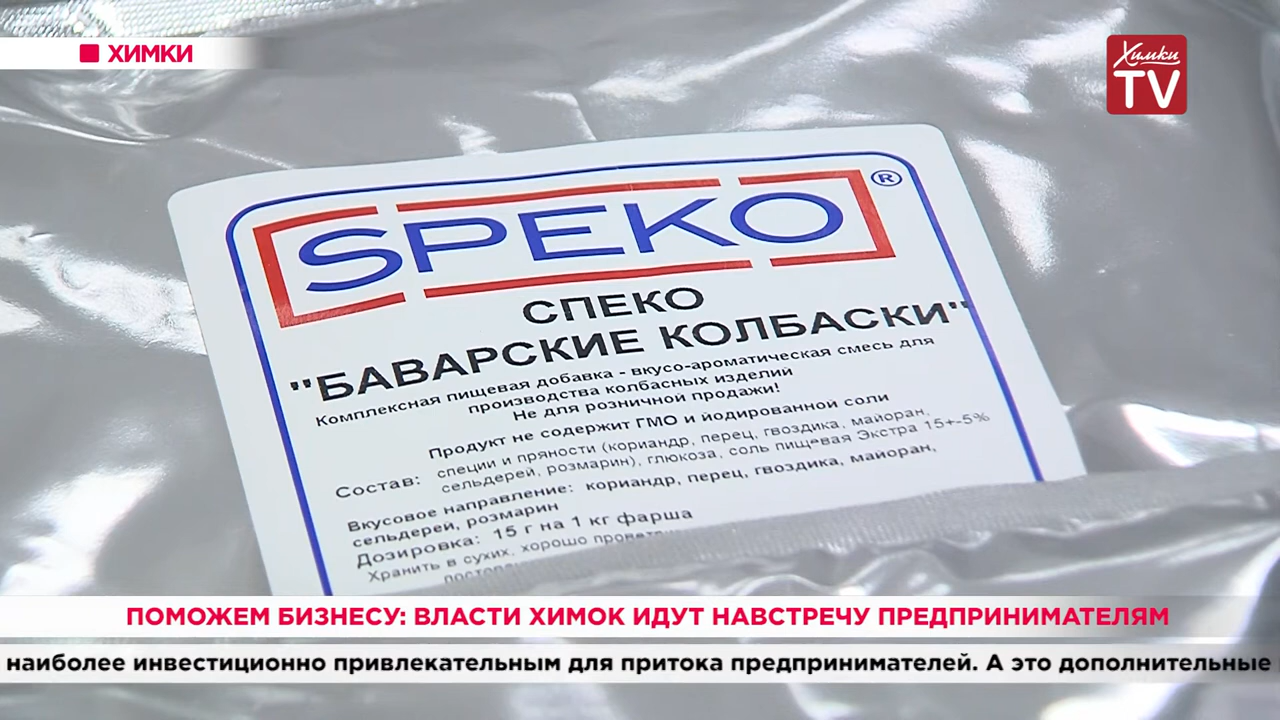 ХИМКИ
Химки
TV
SPEKO®
СПЕКО
"БАВАРСКИЕ КОЛБАСКИ"
Комплексная пищевая добавка - вкусо-ароматическая смесь для
производства колбасных изделии
Не для розничной продажи!
Продукт не содержит ГМО и йодированной соли
Состав: специи и пряности (кориандр, перец, гвоздика, майоран,
сельдерей, розмарин), глюкоза, соль пищевая Экстра 15+-5%
Вкусовое направление: кориандр, перец, гвоздика, майоран,
сельдерей, розмарин
Дозировка: 15 г на 1 кг фарша
Хранить в сухих, хорошо
ПОМОЖЕМ БИЗНЕСУ: ВЛАСТИ ХИМОК ИДУТ НАВСТРЕЧУ ПРЕДПРИНИМАТЕЛЯМ
наиболее инвестиционно привлекательным для притока предпринимателей. А это дополнительные